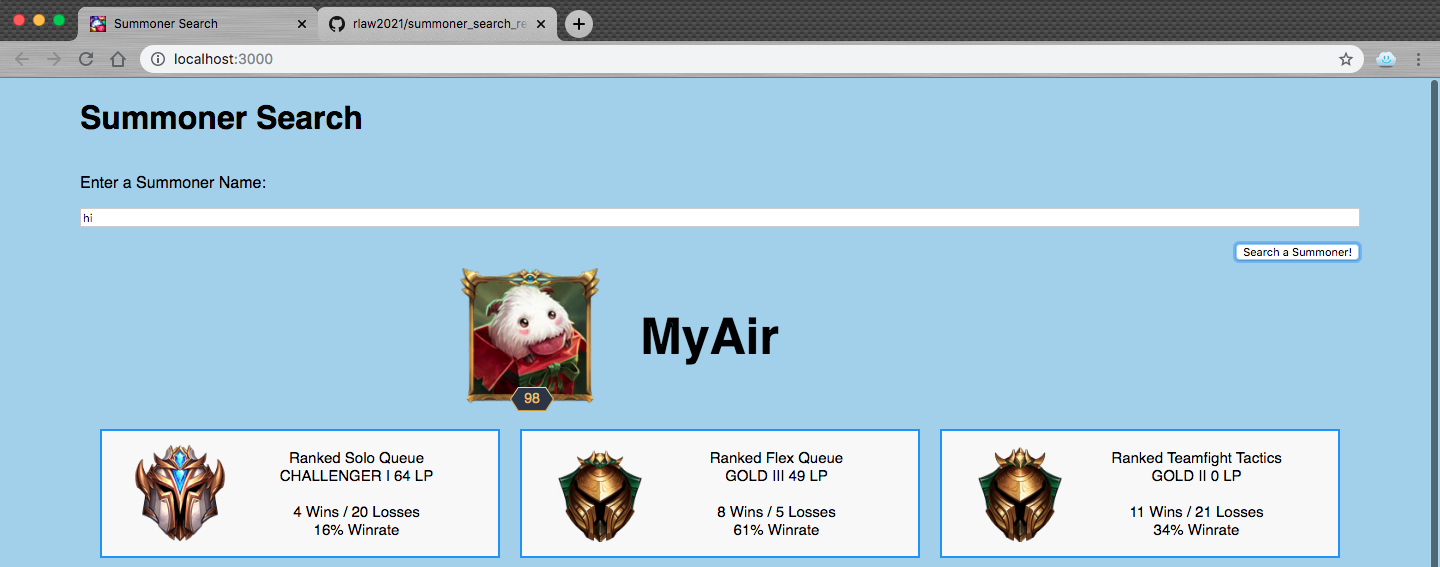 Summoner Search
rlaw2021/summoner_search_re
localhost:3000
Summoner Search
Enter a Summoner Name:
hi
Search a Summoner!
MyAir
98
Ranked Solo Queue
CHALLENGER I 64 LP
4 Wins / 20 Losses
16% Winrate
Ranked Flex Queue
GOLD III 49 LP
8 Wins / 5 Losses
61% Winrate
Ranked Teamfight Tactics
GOLD II 0 LP
11 Wins / 21 Losses
34% Winrate